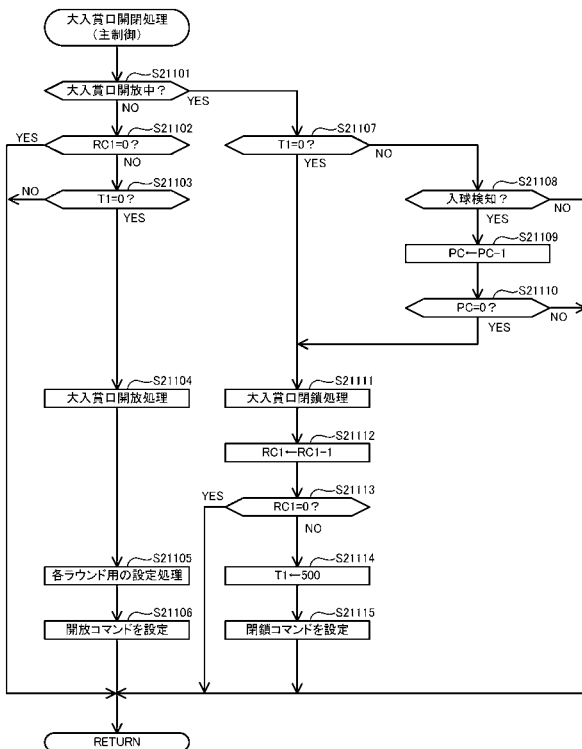 大入賞口開閉処理
(主制御)
S21101
大入賞口開放中？
YES
NO
S21102
YES
RC1=0？
NO
S21107
T1=0？
NO
YES
S21103
NO
T1=0？
YES
S21108
入球検知？
NO
YES
S21109
PC←PC-1
S21110
PC=0？
NO
YES
S21104
大入賞口開放処理
S21111
大入賞口閉鎖処理
S21112
RC1←RC1-1
S21113
YES
RC1=0？
NO
S21105
各ラウンド用の設定処理
S21114
T1←500
S21106
開放コマンドを設定
S21115
閉鎖コマンドを設定
RETURN